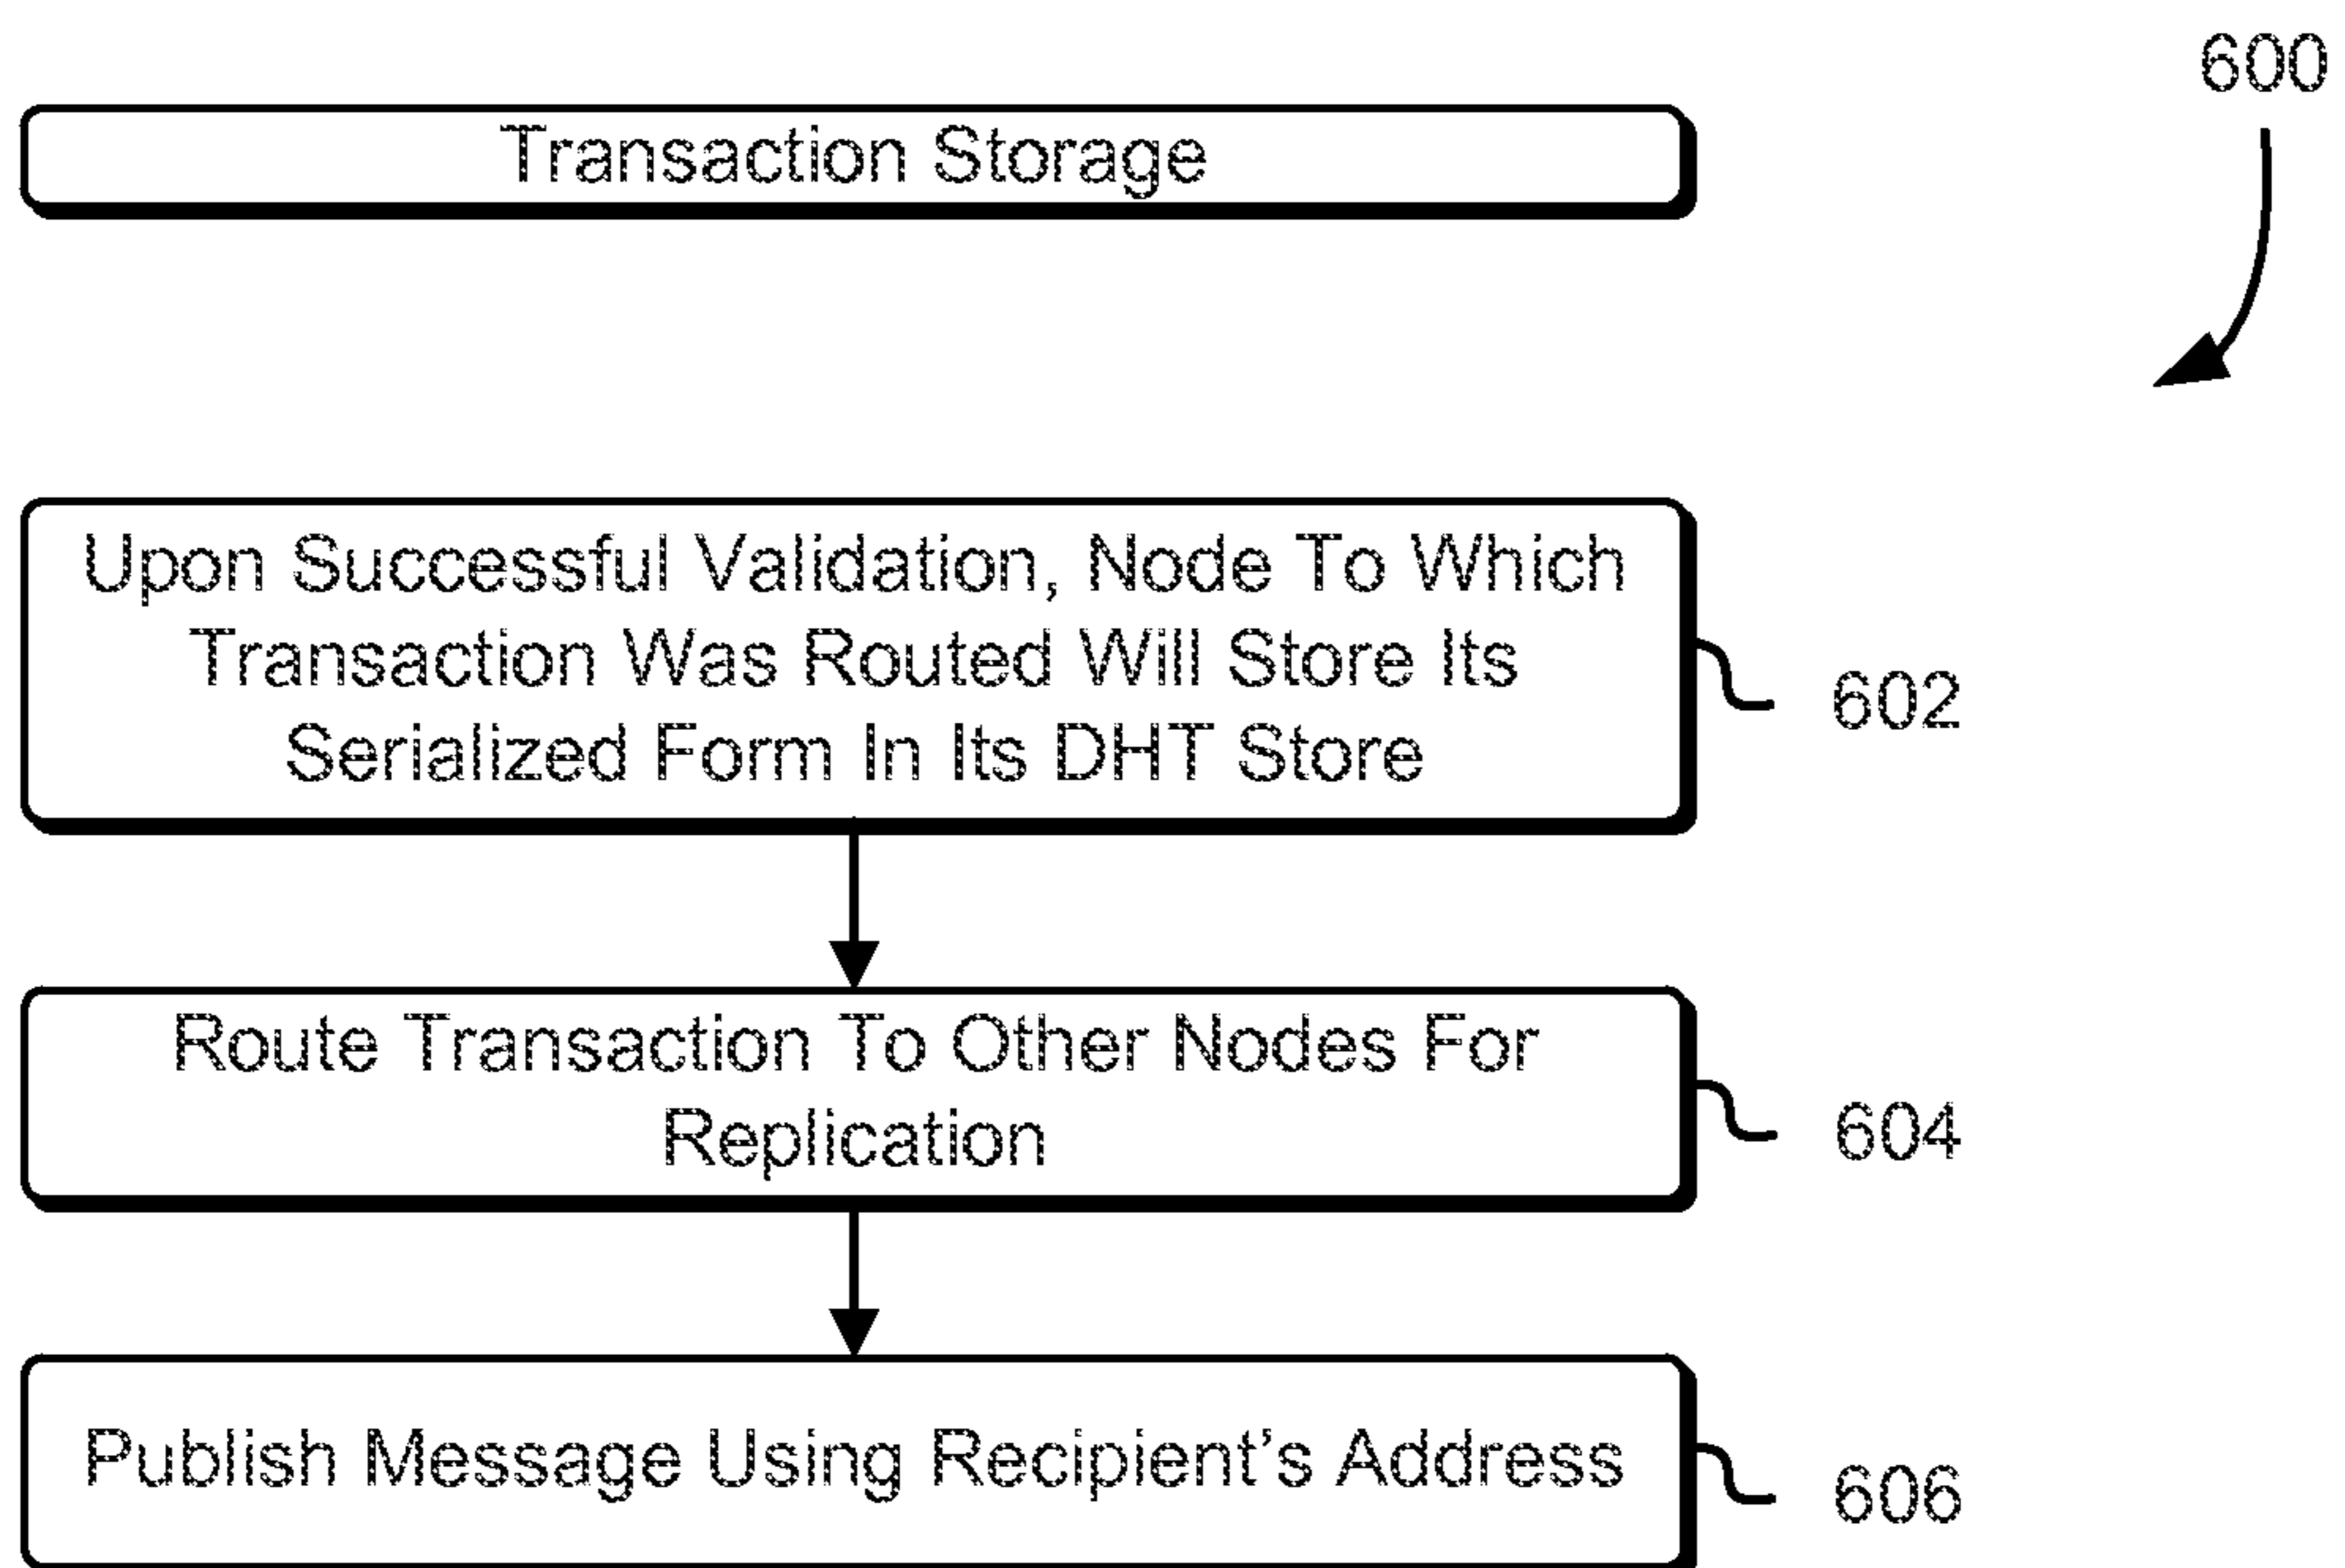 600
Transaction Storage
Upon Successful Validation, Node To Which
Transaction Was Routed Will Store Its
Serialized Form In Its DHT Store
602
Route Transaction To Other Nodes For
Replication
604
Publish Message Using Recipient's Address
606